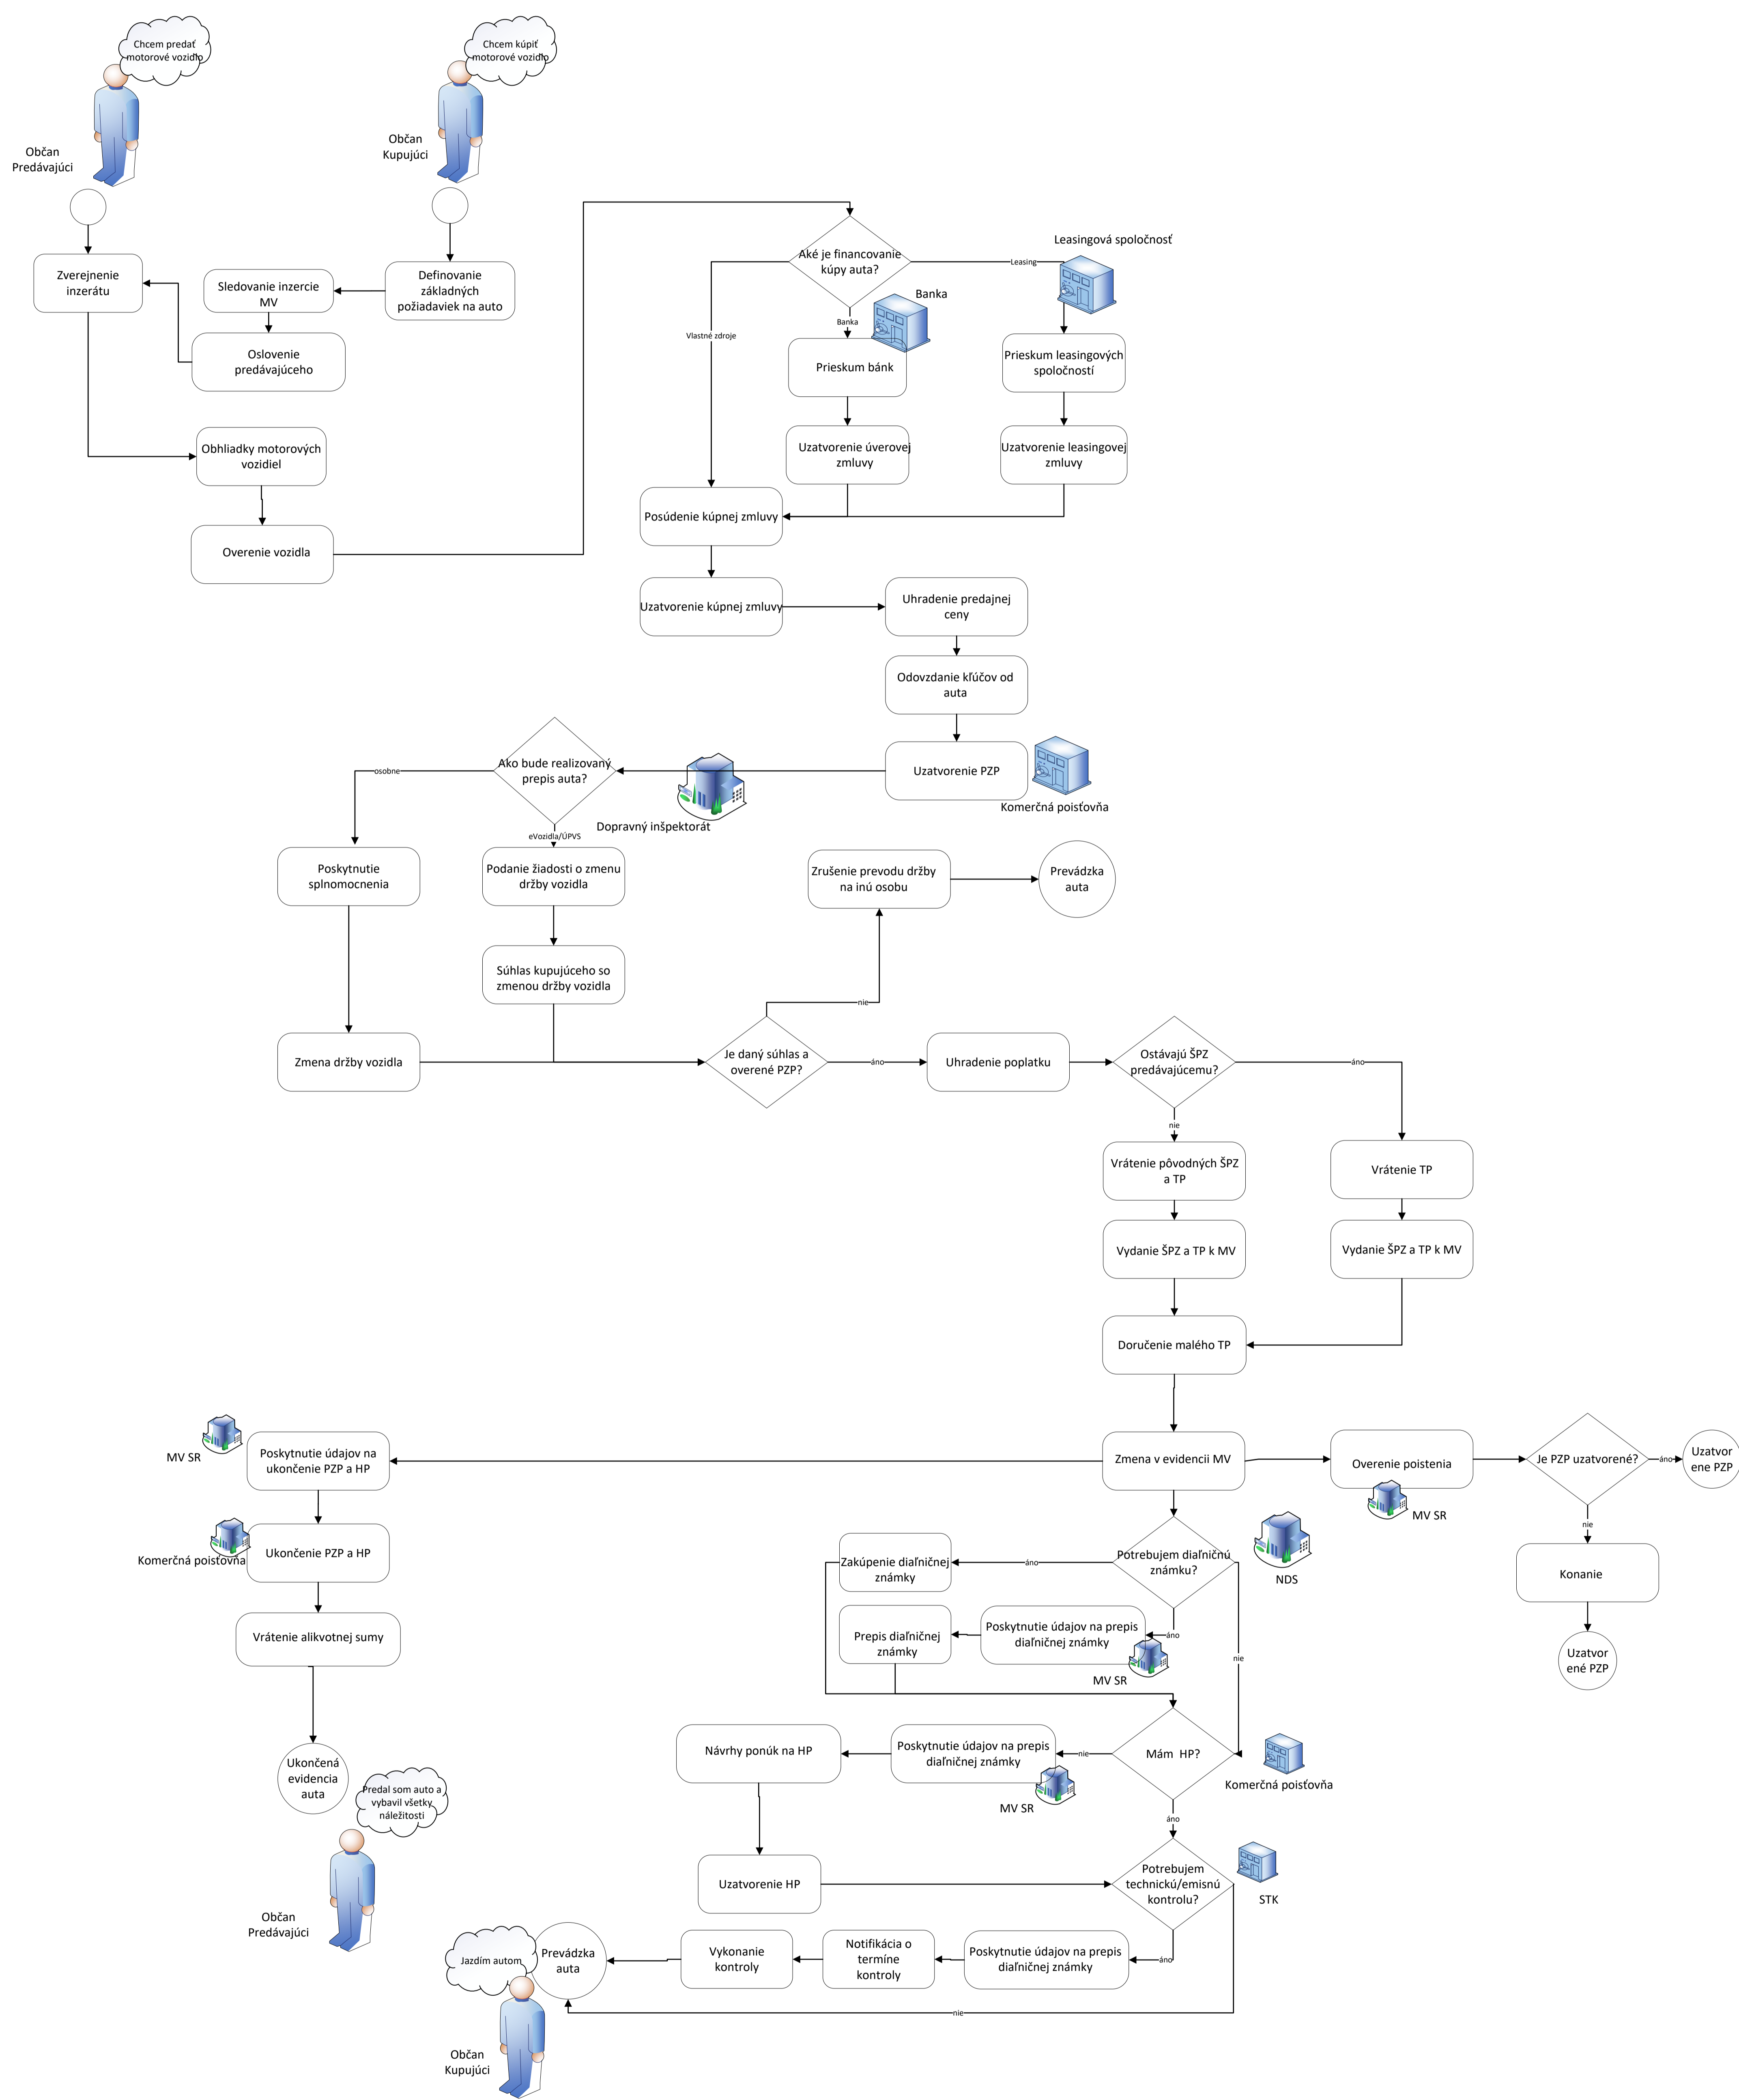 Chcem predať
motorové vozidlo
Chcem kúpiť
motorové vozidlo
Občan
Predávajúci
Občan
Kupujúci
Zverejnenie
inzerátu
Sledovanie inzercie
MV
Definovanie
základných
požiadaviek na auto
Oslovenie
predávajúceho
Obhliadky motorových
vozidiel
Overenie vozidla
Aké je financovanie
kúpy auta?
Leasing
Leasingová spoločnosť
Banka
Banka
Vlastné zdroje
Prieskum bánk
Prieskum leasingových
spoločností
Uzatvorenie úverovej
zmluvy
Uzatvorenie leasingovej
zmluvy
Posúdenie kúpnej zmluvy
Uzatvorenie kúpnej zmluvy
Uhradenie predajnej
ceny
Odovzdanie kľúčov od
auta
Uzatvorenie PZP
Komerčná poisťovňa
Ako bude realizovaný
prepis auta?
osobne
eVozidla/ÚPVS
Dopravný inšpektorát
Poskytnutie
splnomocnenia
Podanie žiadosti o zmenu
držby vozidla
Zrušenie prevodu držby
na inú osobu
Prevádzka
auta
Súhlas kupujúceho so
zmenou držby vozidla
nie
Zmena držby vozidla
Je daný súhlas a
overené PZP?
áno
Uhradenie poplatku
Ostávajú ŠPZ
predávajúcemu?
áno
nie
Vrátenie pôvodných ŠPZ
a TP
Vrátenie TP
Vydanie ŠPZ a TP k MV
Vydanie ŠPZ a TP k MV
Doručenie malého TP
MV SR
Poskytnutie údajov na
ukončenie PZP a HP
Zmena v evidencii MV
Overenie poistenia
MV SR
Je PZP uzatvorené?
áno
Uzatvor
ene PZP
nie
Konanie
Uzatvor
ené PZP
Komerčná poisťovňa
Ukončenie PZP a HP
Vrátenie alikvotnej sumy
Zakúpenie diaľničnej
známky
áno
Potrebujem diaľničnú
známku?
NDS
Prepis diaľničnej
známky
Poskytnutie údajov na prepis
diaľničnej známky
áno
MV SR
nie
Návrhy ponúk na HP
Poskytnutie údajov na prepis
diaľničnej známky
nie
MV SR
Mám  HP?
Komerčná poisťovňa
áno
Ukončená
evidencia
auta
Predal som auto a
vybavil všetky
náležitosti
Občan
Predávajúci
Uzatvorenie HP
Potrebujem
technickú/emisnú
kontrolu?
STK
Jazdím autom
Prevádzka
auta
Vykonanie
kontroly
Notifikácia o
termíne
kontroly
Poskytnutie údajov na prepis
diaľničnej známky
áno
nie
Občan
Kupujúci